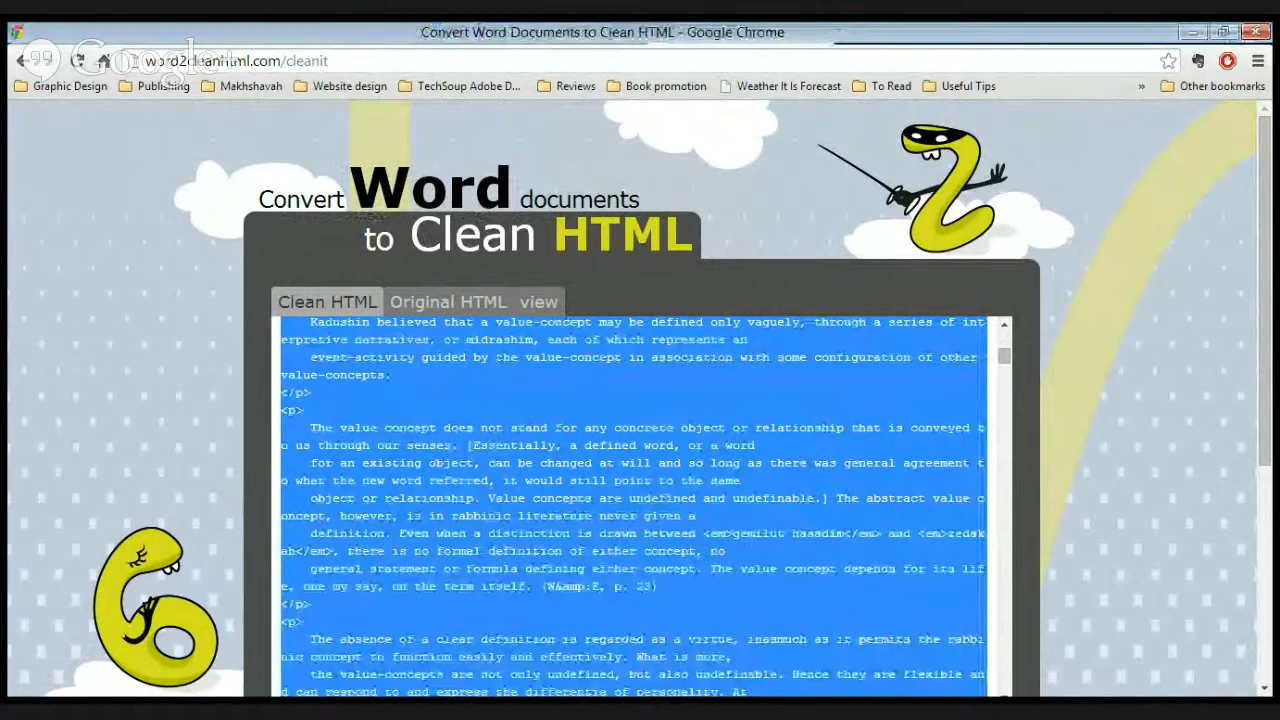 Convert Word Documents to Clean HTML - Google Chrome
Google+
word2cleanhtml.com/cleanit
Graphic Design Publishing Makhshavah Website design TechSoup Adobe D... Reviews Book promotion Weather It Is Forecast To Read Useful Tips » Other bookmarks
Convert Word documents
to Clean HTML
Clean HTML Original HTML view
Kadushin believed that a value-concept may be defined only vaguely, through a series of int
erpretive narratives, or midrashim, each of which represents an
event-activity guided by the value-concept in association with some configuration of other
value-concepts.
</p>
<p>
The value concept does not stand for any concrete object or relationship that is conveyed t
o us through our senses. [Essentially, a defined word, or a word
for an existing object, can be changed at will and so long as there was general agreement t
o what the new word referred, it would still point to the same
object or relationship. Value concepts are undefined and undefinable.] The abstract value c
oncept, however, is in rabbinic literature never given a
definition. Even when a distinction is drawn between <em>gemilut hasadim</em> and <em>zedak
ah</em>, there is no formal definition of either concept, no
general statement or formula defining either concept. The value concept depends for its lif
e, one my say, on the term itself. (W&amp;E, p. 23)
</p>
<p>
The absence of a clear definition is regarded as a virtue, inasmuch as it permits the rabbi
nic concept to function easily and effectively. What is more,
the value-concepts are not only undefined, but also undefinable. Hence they are flexible an
d can respond to and express the differentia of personality. At